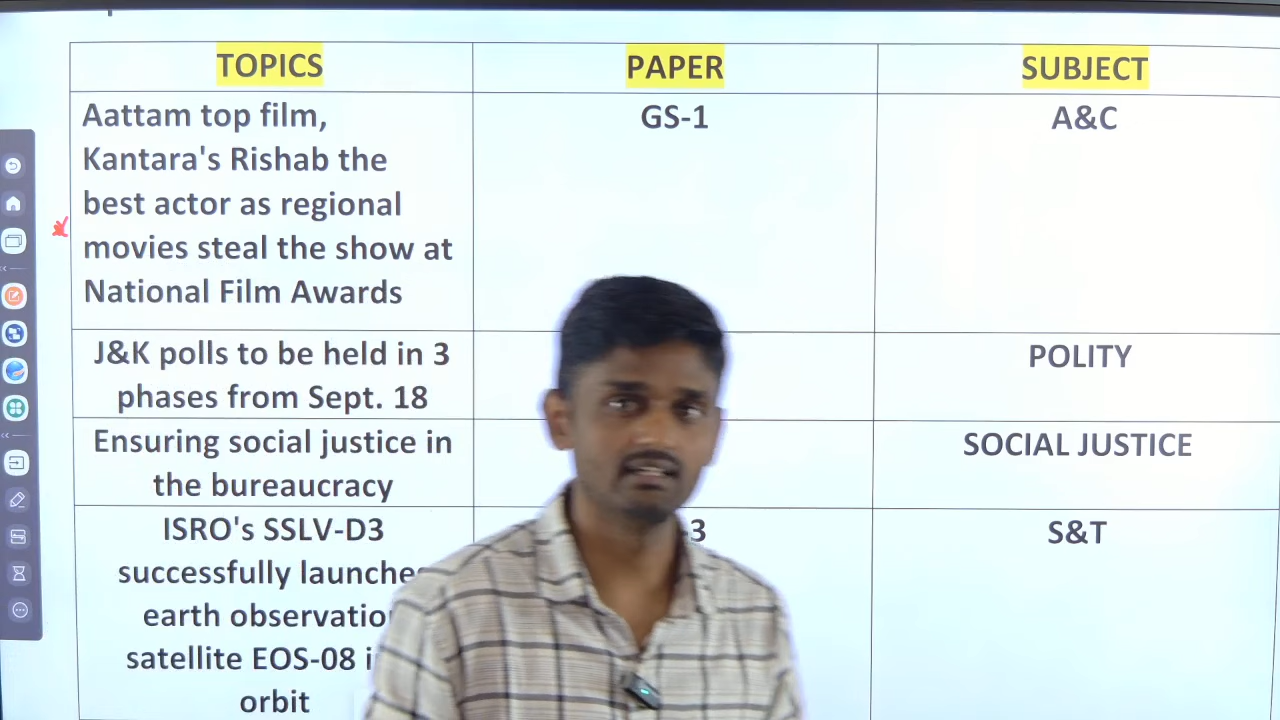 TOPICS PAPER SUBJECT
Aattam top film, GS-1 A&C
Kantara's Rishab the
best actor as regional
movies steal the show at
National Film Awards
J&K polls to be held in 3 POLITY
phases from Sept. 18
Ensuring social justice in SOCIAL JUSTICE
the bureaucracy
ISRO's SSLV-D3 3 S&T
successfully
earth
satellite EOS-08
orbit